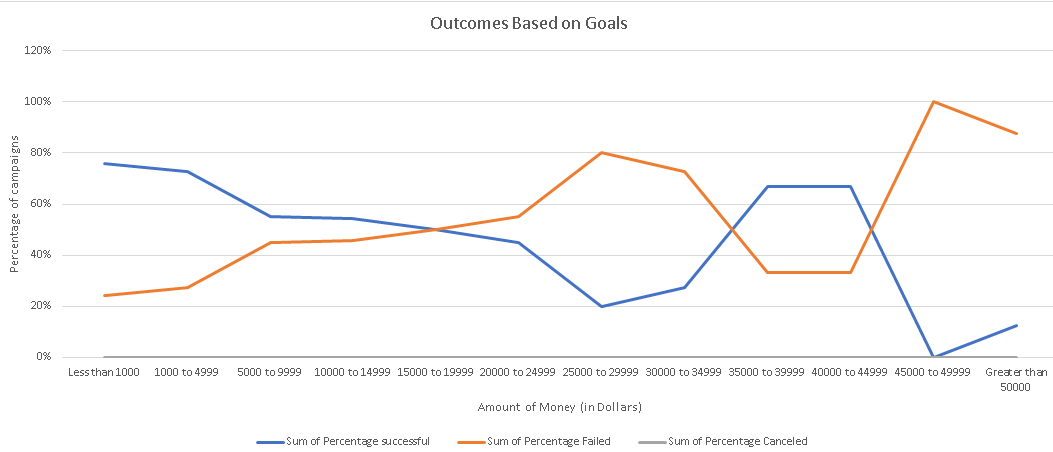 Outcomes Based on Goals
120%
100%
80%
60%
40%
20%
0%
Percentage of campaigns
Less than 1000 1000 to 4999 5000 to 9999 10000 to 14999 15000 to 19999 20000 to 24999 25000 to 29999 30000 to 34999 35000 to 39999 40000 to 44999 45000 to 49999 Greater than
50000
Amount of Money (in Dollars)
Sum of Percentage successful Sum of Percentage Failed Sum of Percentage Canceled